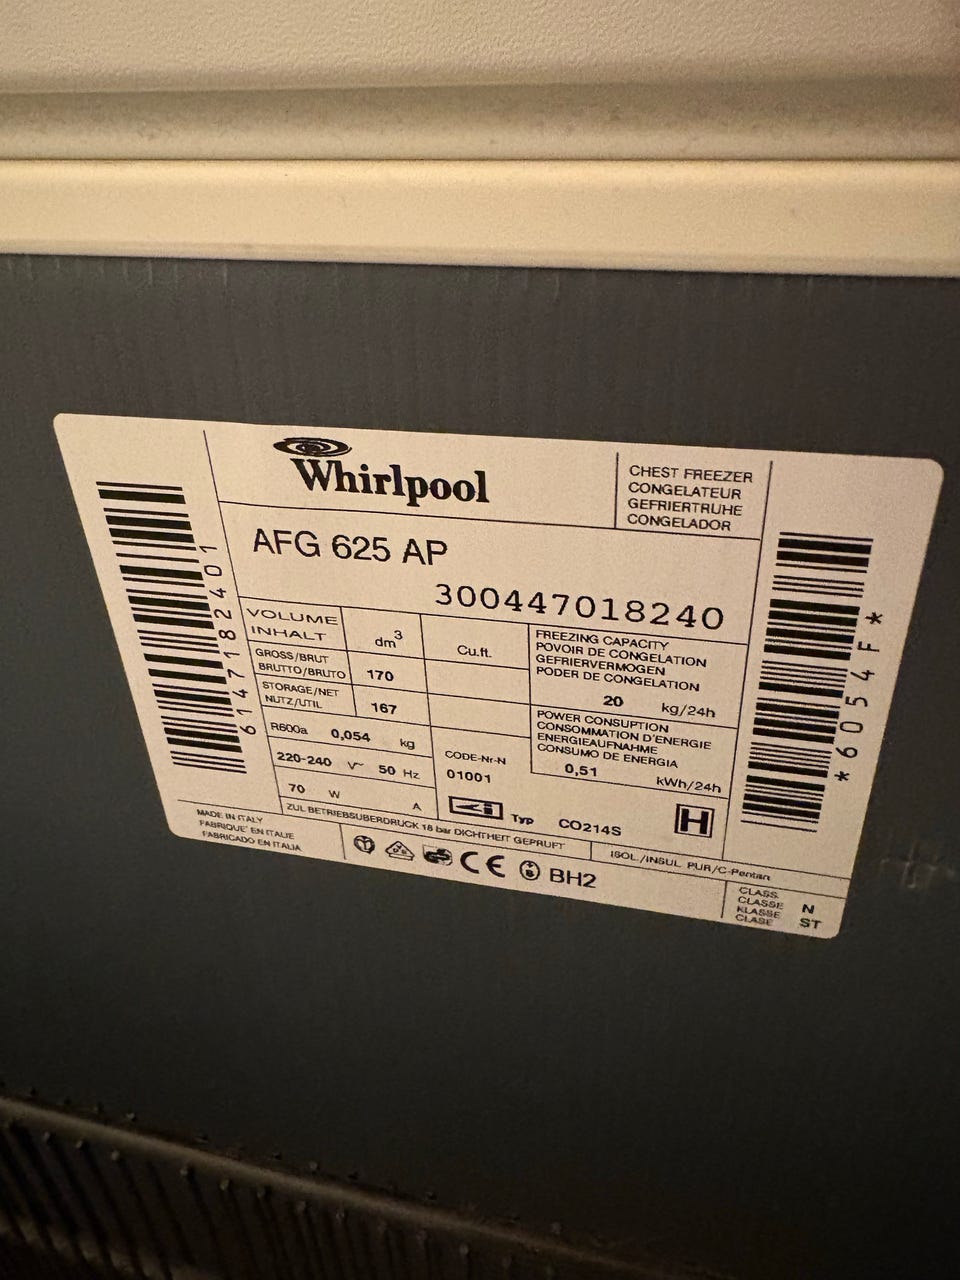 Whirlpool
CHEST FREEZER
CONGELATEUR
GEFRIERTRUHE
CONGELADOR
AFG 625 AP
300447018240
VOLUME
INHALT
dm3
Cu.ft.
GROSS/BRUT
BRUTTO/BRUTO
170
STORAGE/NET
NUTZ/UTIL
167
FREEZING CAPACITY
POVOIR DE CONGELATION
GEFRIERVERMOGEN
PODER DE CONGELATION
20 kg/24h
POWER CONSUPTION
CONSOMMATION D'ENERGIE
ENERGIEAUFNAHME
CONSUMO DE ENERGIA
0,51 kWh/24h
R600a 0,054 kg
220-240 V~ 50 Hz
70 W A
CODE-Nr-N
01001
Typ CO214S
H
ZUL BETRIEBSUBERDRUCK 18 bar DICHTHEIT GEPRUFT
ISOL./INSUL PUR/C-Pentan
MADE IN ITALY
FABRIQUE' EN ITALIE
FABRICADO EN ITALIA
CE
BH2
CLASS.
CLASSE
KLASSE
CLASE
N
ST
6147182401
*6054F*